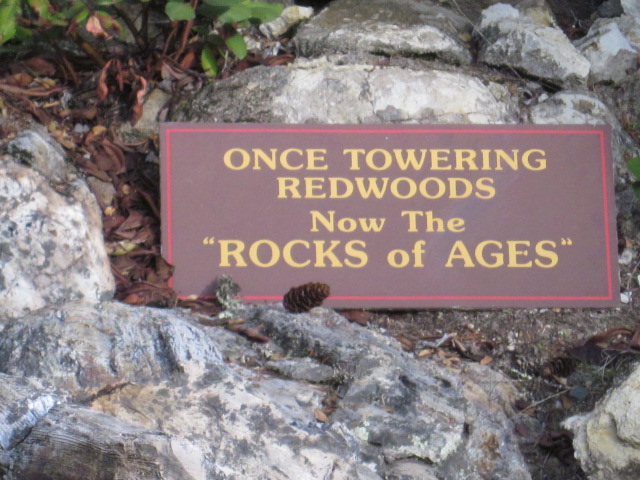 ONCE TOWERING
REDWOODS
Now The
"ROCKS of AGES"